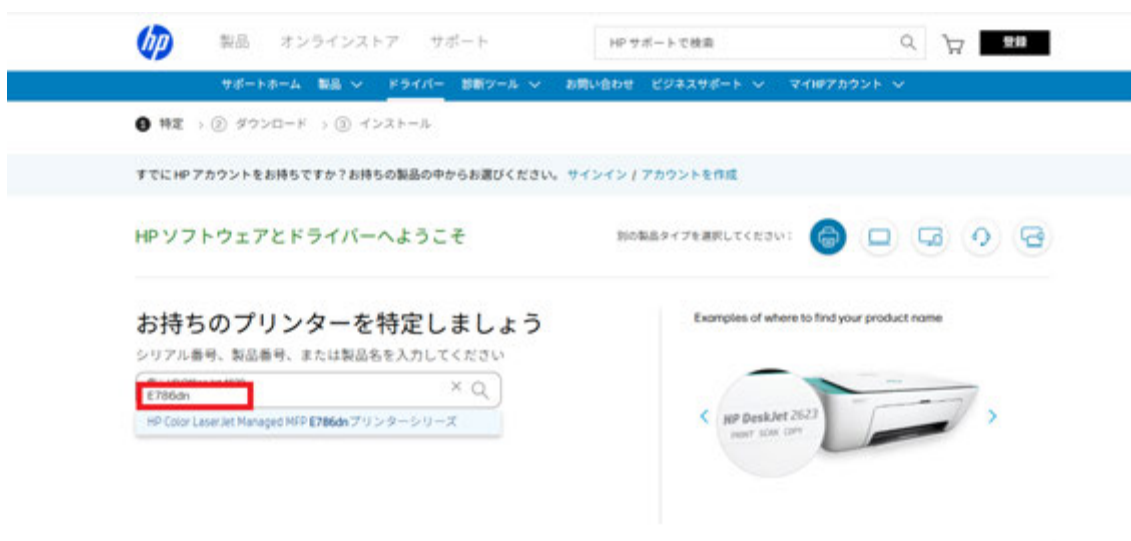 hp
製品 オンラインストア サポート
HP サポートで検索
登録
サポートホーム 製品 ドライバー 診断ツール お問い合わせ ビジネスサポート マイHPアカウント
1 特定 > 2 ダウンロード > 3 インストール
すでに HP アカウントをお持ちですか?お持ちの製品の中からお選びください。 サインイン / アカウントを作成
HP ソフトウェアとドライバーへようこそ
別の製品タイプを選択してください:
お持ちのプリンターを特定しましょう
シリアル番号、製品番号、または製品名を入力してください
E786dn
HP Color LaserJet Managed MFP E786dnプリンターシリーズ
Examples of where to find your product name
HP DeskJet 2623
PRINT SCAN COPY